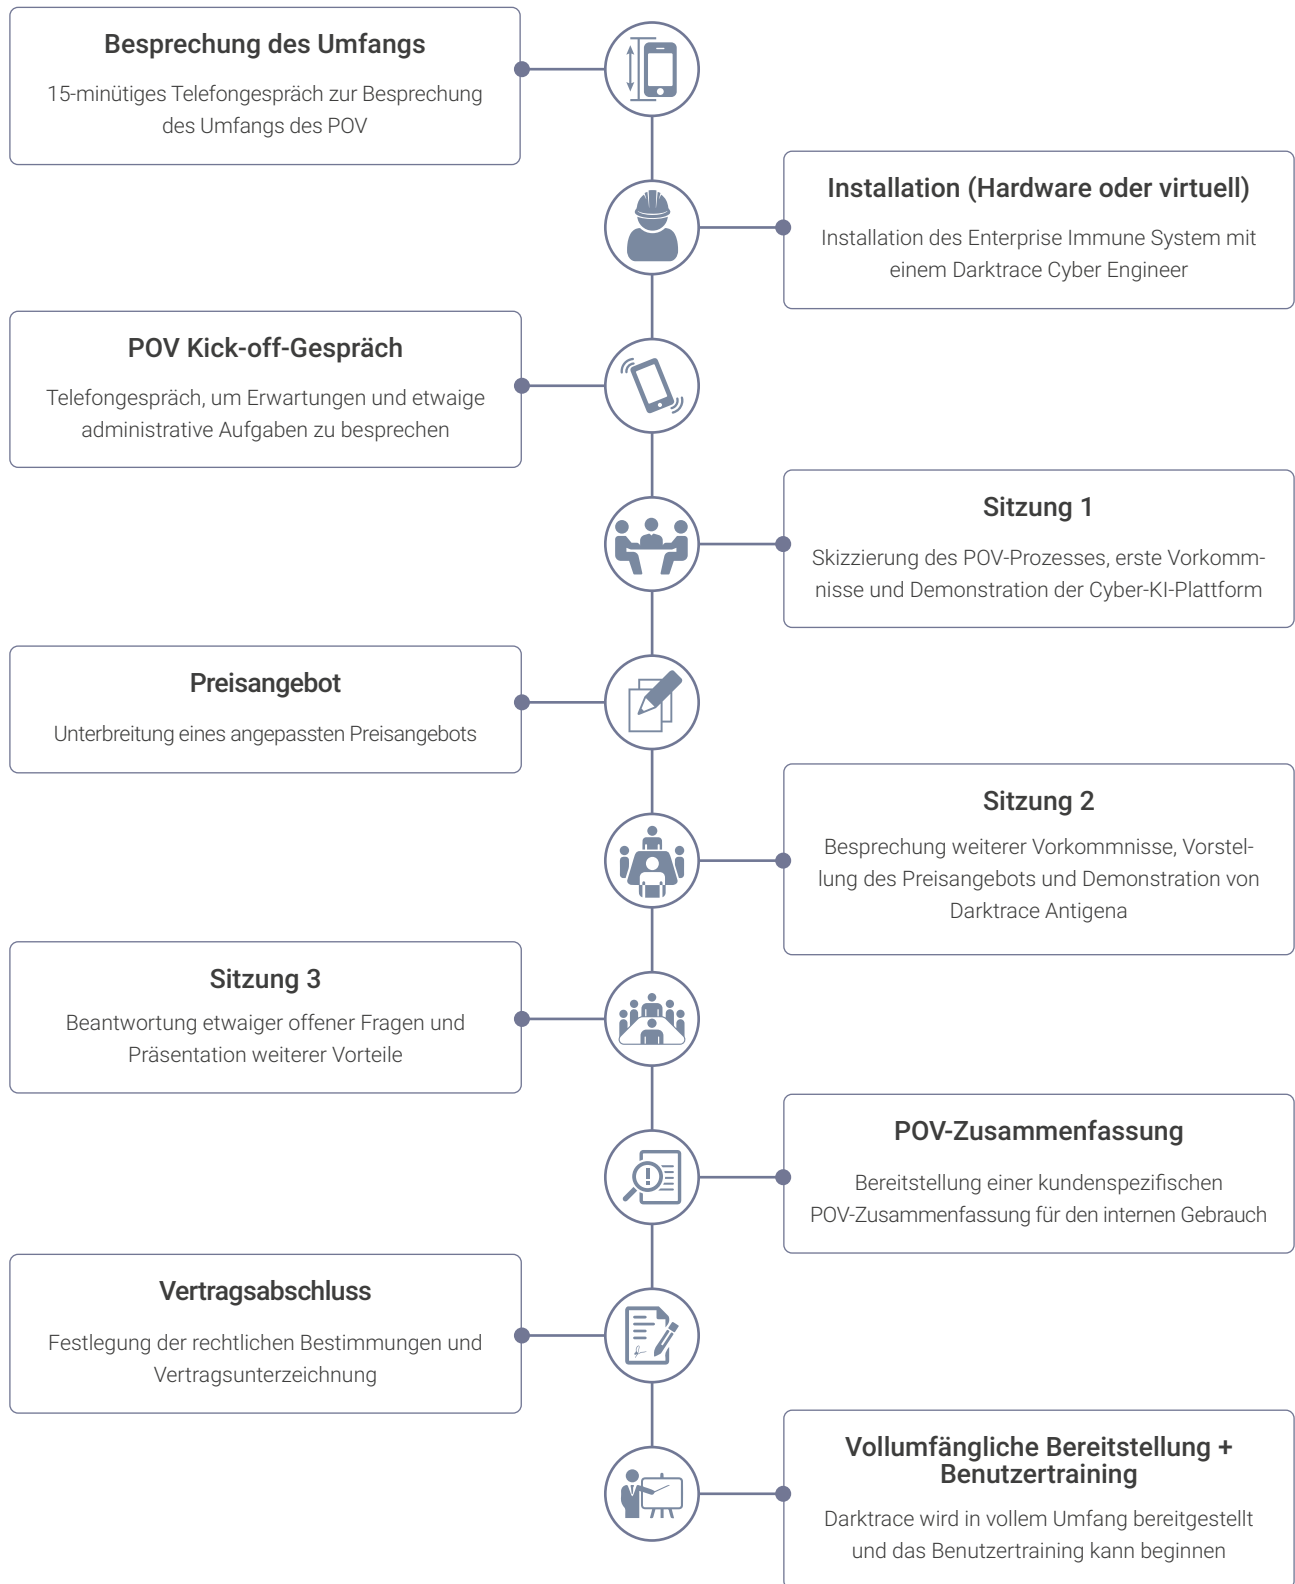 Besprechung des Umfangs
15-minütiges Telefongespräch zur Besprechung
des Umfangs des POV
Installation (Hardware oder virtuell)
Installation des Enterprise Immune System mit
einem Darktrace Cyber Engineer
POV Kick-off-Gespräch
Telefongespräch, um Erwartungen und etwaige
administrative Aufgaben zu besprechen
Sitzung 1
Skizzierung des POV-Prozesses, erste Vorkomm-
nisse und Demonstration der Cyber-KI-Plattform
Preisangebot
Unterbreitung eines angepassten Preisangebots
Sitzung 2
Besprechung weiterer Vorkommnisse, Vorstel-
lung des Preisangebots und Demonstration von
Darktrace Antigena
Sitzung 3
Beantwortung etwaiger offener Fragen und
Präsentation weiterer Vorteile
POV-Zusammenfassung
Bereitstellung einer kundenspezifischen
POV-Zusammenfassung für den internen Gebrauch
Vertragsabschluss
Festlegung der rechtlichen Bestimmungen und
Vertragsunterzeichnung
Vollumfängliche Bereitstellung +
Benutzertraining
Darktrace wird in vollem Umfang bereitgestellt
und das Benutzertraining kann beginnen